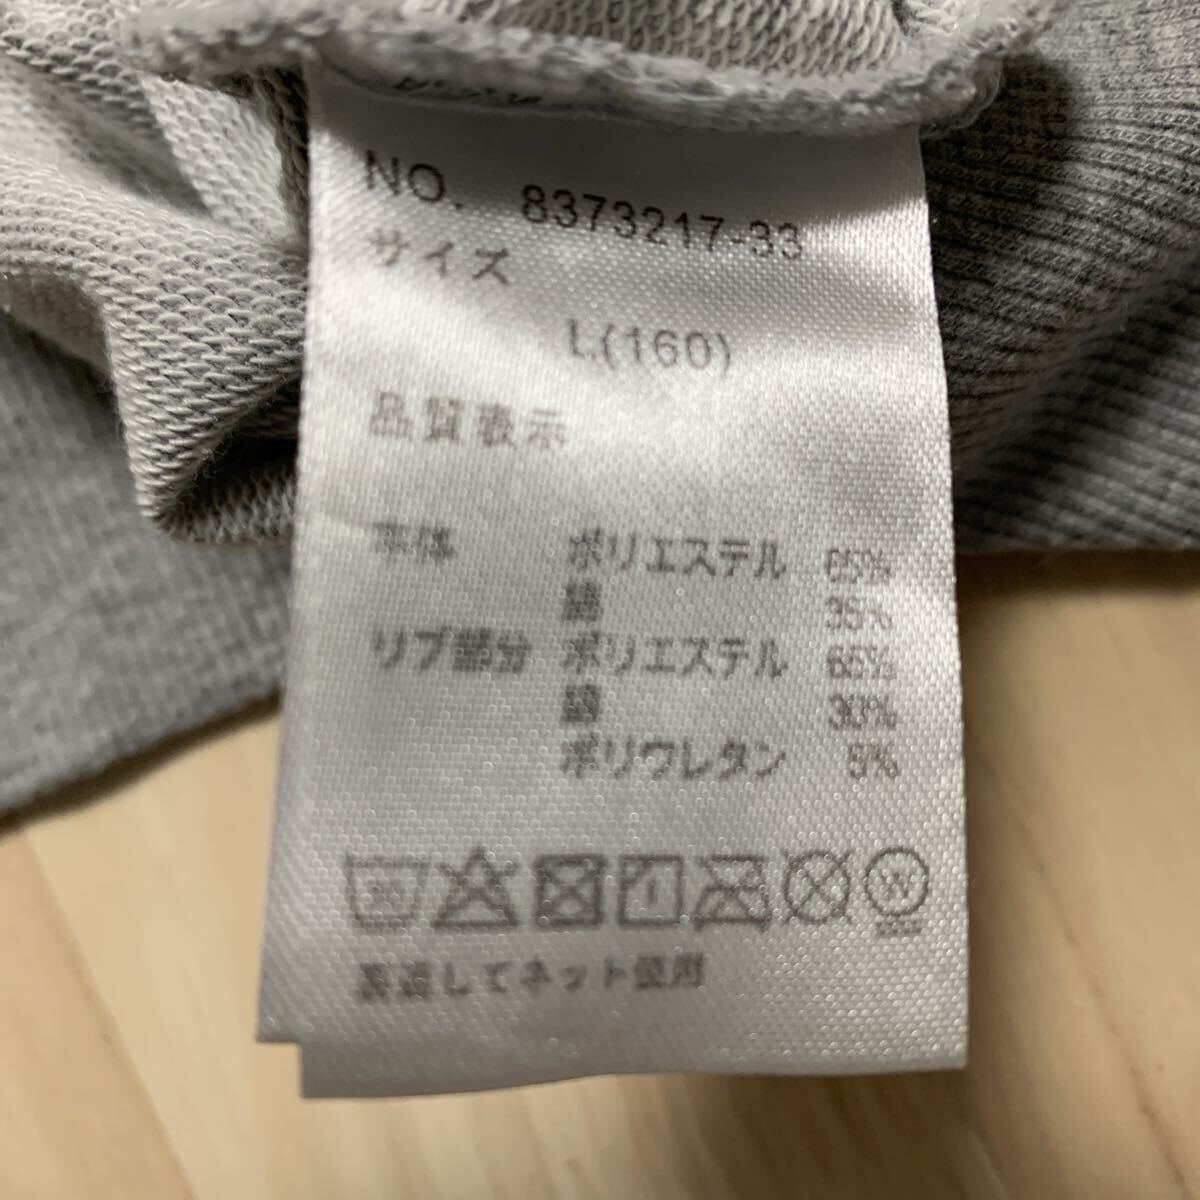 NO. 8373217-33
サイズ
L(160)
品質表示
本体 ポリエステル 65%
綿 35%
リブ部分 ポリエステル 65%
綿 30%
ポリウレタン 5%
30
W
裏返してネット使用